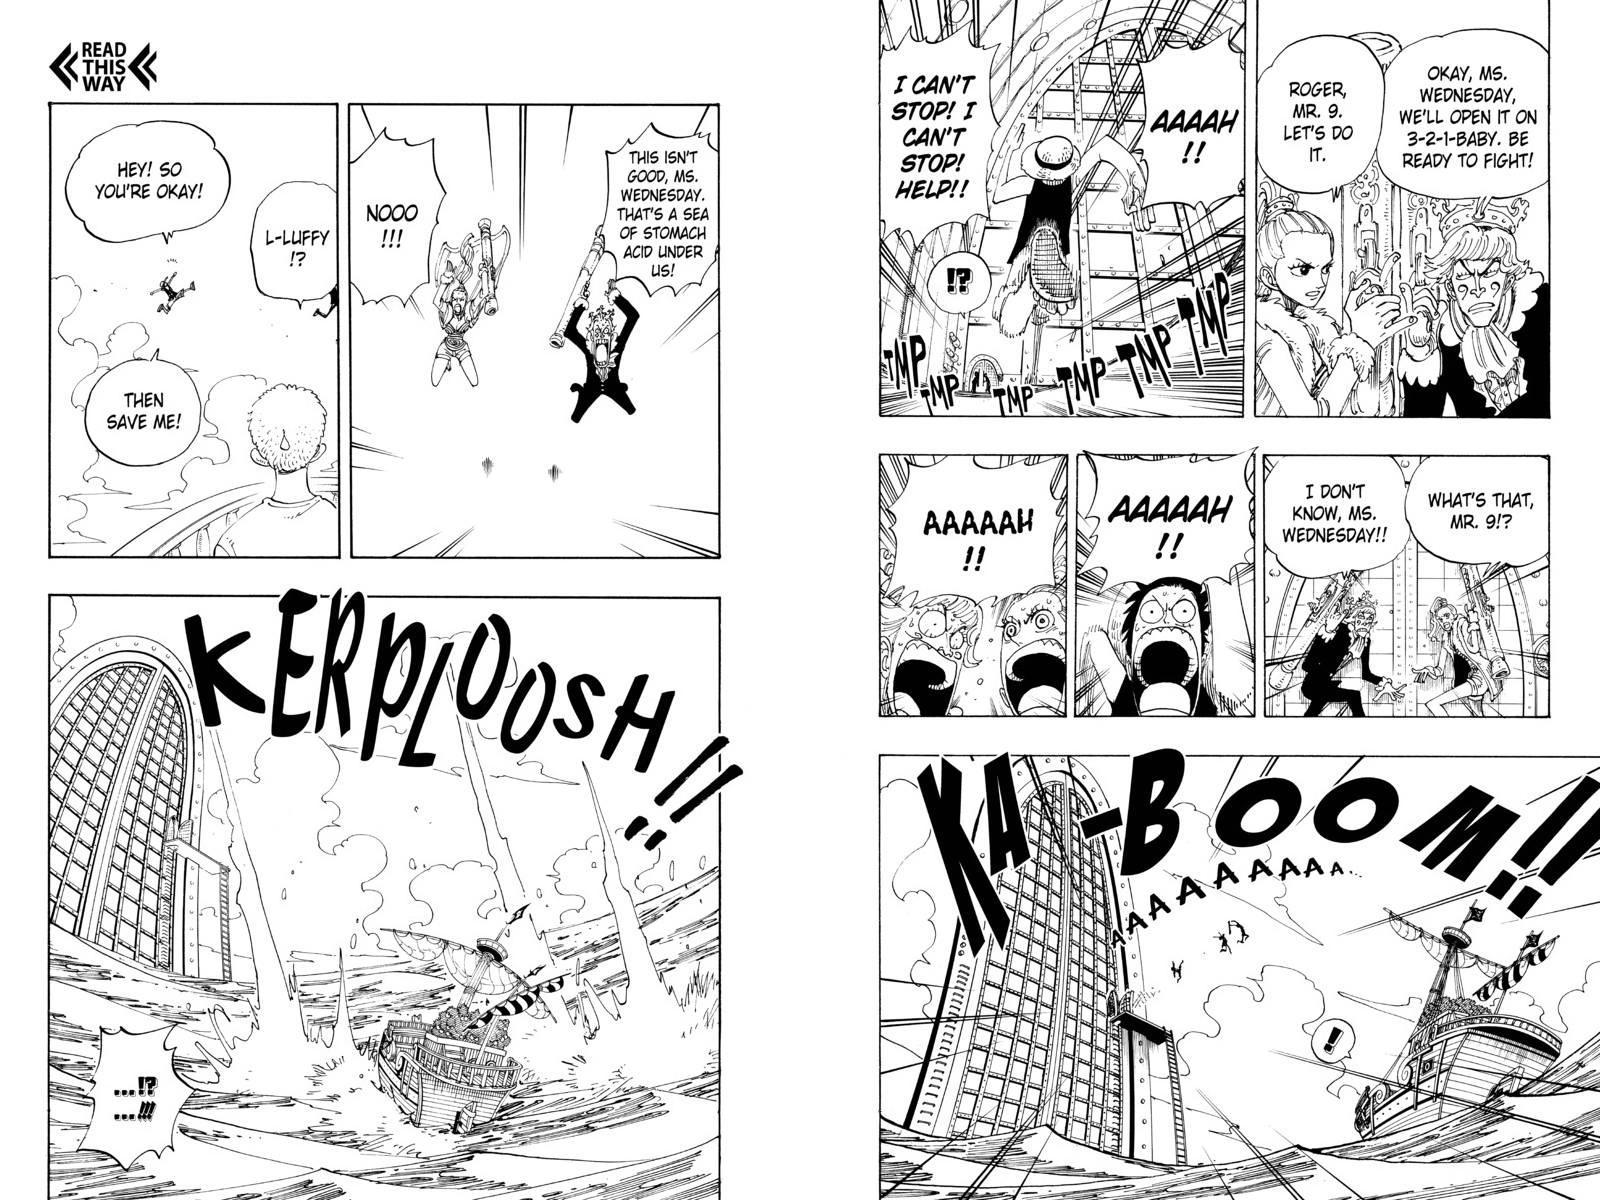 READ
THIS
WAY
OKAY, MS.
WEDNESDAY,
WE'LL OPEN IT ON
3-2-1-BABY. BE
READY TO FIGHT!
ROGER,
MR. 9.
LET'S DO
IT.
AAAAH
!!
I CAN'T
STOP! I
CAN'T
STOP!
HELP!!
!?
TMP
TMP
TMP
TMP
TMP
TMP
WHAT'S THAT,
MR. 9!?
I DON'T
KNOW, MS.
WEDNESDAY!!
AAAAAH
!!
AAAAAH
!!
KA-BOOM!!
AAAAAAAAAA...
!
THIS ISN'T
GOOD, MS.
WEDNESDAY.
THAT'S A SEA
OF STOMACH
ACID UNDER
US!
NOOO
!!!
HEY! SO
YOU'RE OKAY!
L-LUFFY
!?
THEN
SAVE ME!
KERPLOOSH!!
...!?
...!!!